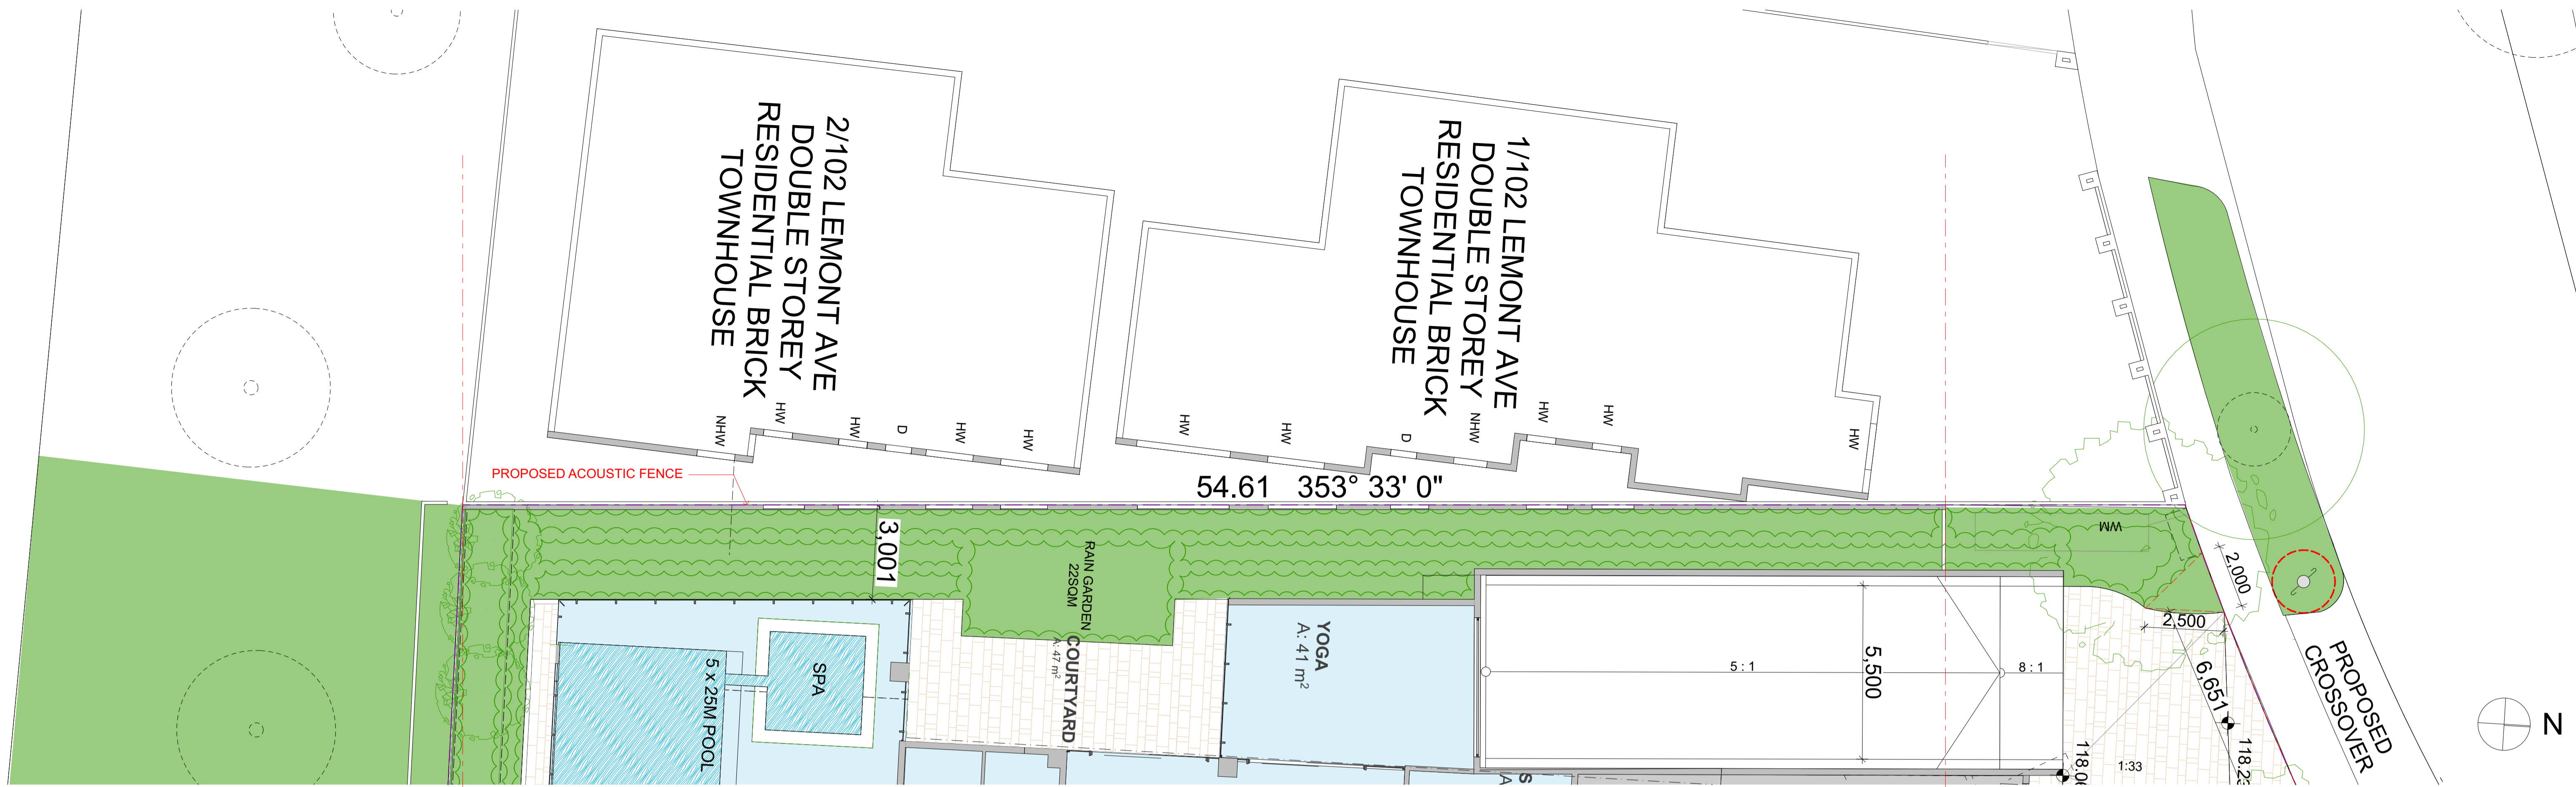 2/102 LEMONT AVE
DOUBLE STOREY
RESIDENTIAL BRICK
TOWNHOUSE
1/102 LEMONT AVE
DOUBLE STOREY
RESIDENTIAL BRICK
TOWNHOUSE
NHW
HW
HW
D
HW
HW
HW
HW
D
NHW
HW
HW
HW
PROPOSED ACOUSTIC FENCE
54.61 353° 33' 0"
3,001
RAIN GARDEN
22SQM
WM
2,000
2,500
6,651
PROPOSED
CROSSOVER
N
SPA
5 x 25M POOL
COURTYARD
A: 47 m²
YOGA
A: 41 m²
5 : 1
5,500
8 : 1
1:33